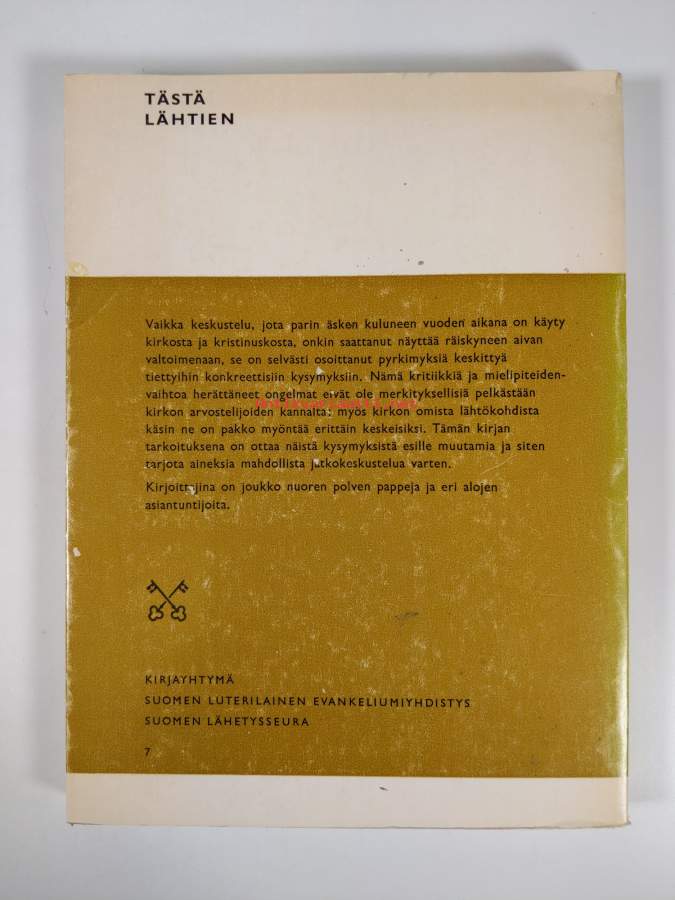 TÄSTÄ
LÄHTIEN
Vaikka keskustelu, jota parin äsken kuluneen vuoden aikana on käyty
kirkosta ja kristinuskosta, onkin saattanut näyttää räiskyneen aivan
valtoimenaan, se on selvästi osoittanut pyrkimyksiä keskittyä
tiettyihin konkreettisiin kysymyksiin. Nämä kritiikkiä ja mielipiteiden-
vaihtoa herättäneet ongelmat eivät ole merkityksellisiä pelkästään
kirkon arvostelijoiden kannalta; myös kirkon omista lähtökohdista
käsin ne on pakko myöntää erittäin keskeisiksi. Tämän kirjan
tarkoituksena on ottaa näistä kysymyksistä esille muutamia ja siten
tarjota aineksia mahdollista jatkokeskustelua varten.
Kirjoittajina on joukko nuoren polven pappeja ja eri alojen
asiantuntijoita.
KIRJAYHTYMÄ
SUOMEN LUTERILAINEN EVANKELIUMIYHDISTYS
SUOMEN LÄHETYSSEURA
7